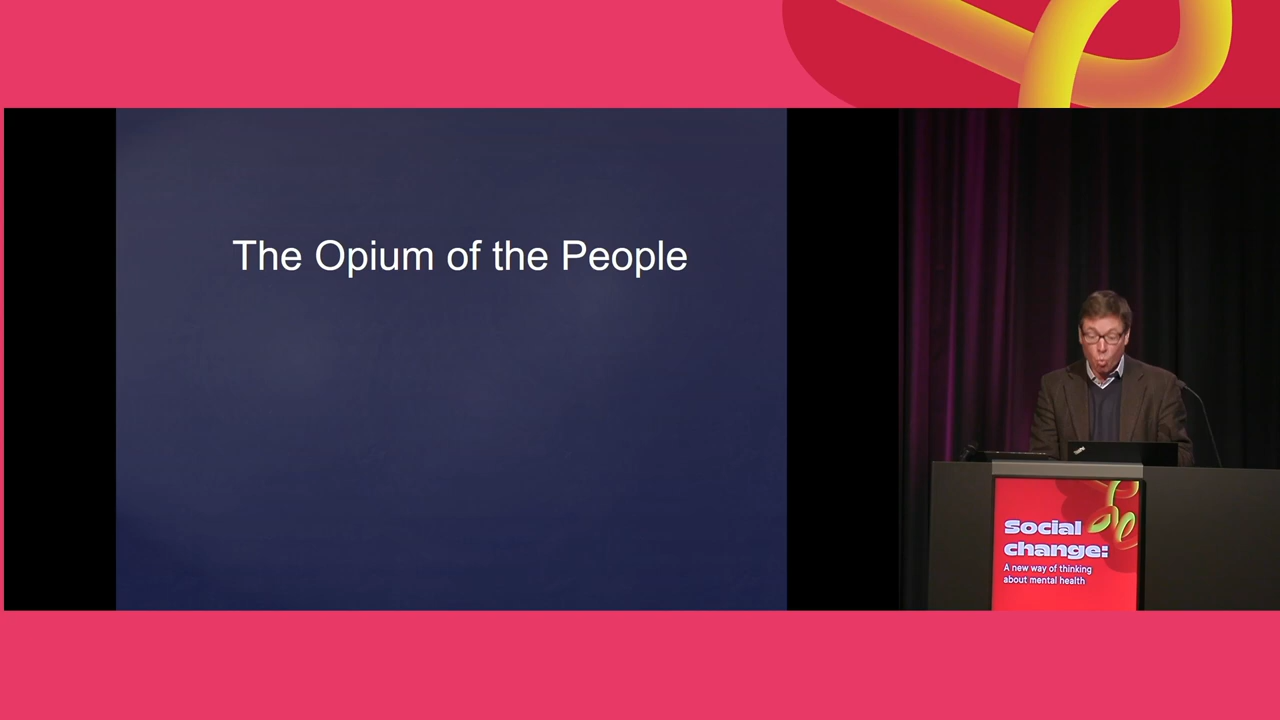 The Opium of the People
Social
change:
A new way of thinking
about mental health